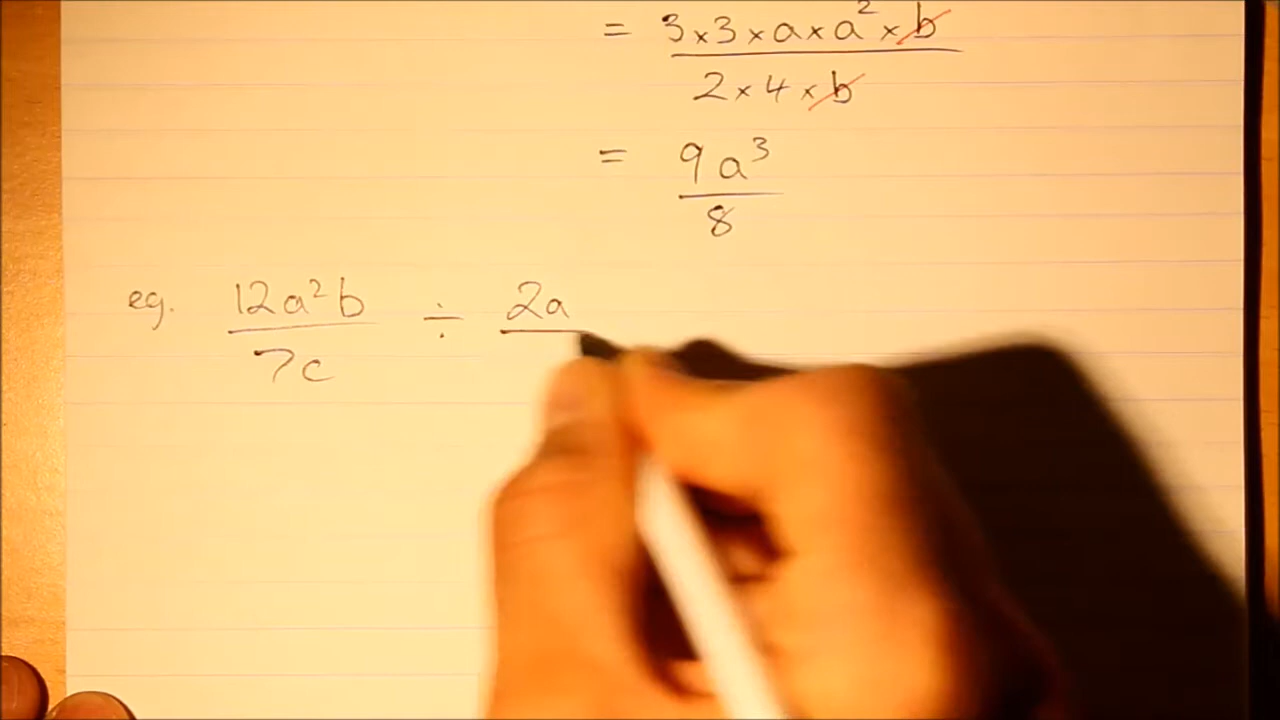 = 3×3×a×a²×b
2×4×b
= 9a³
8
eg. 12a²b ÷ 2a
7c